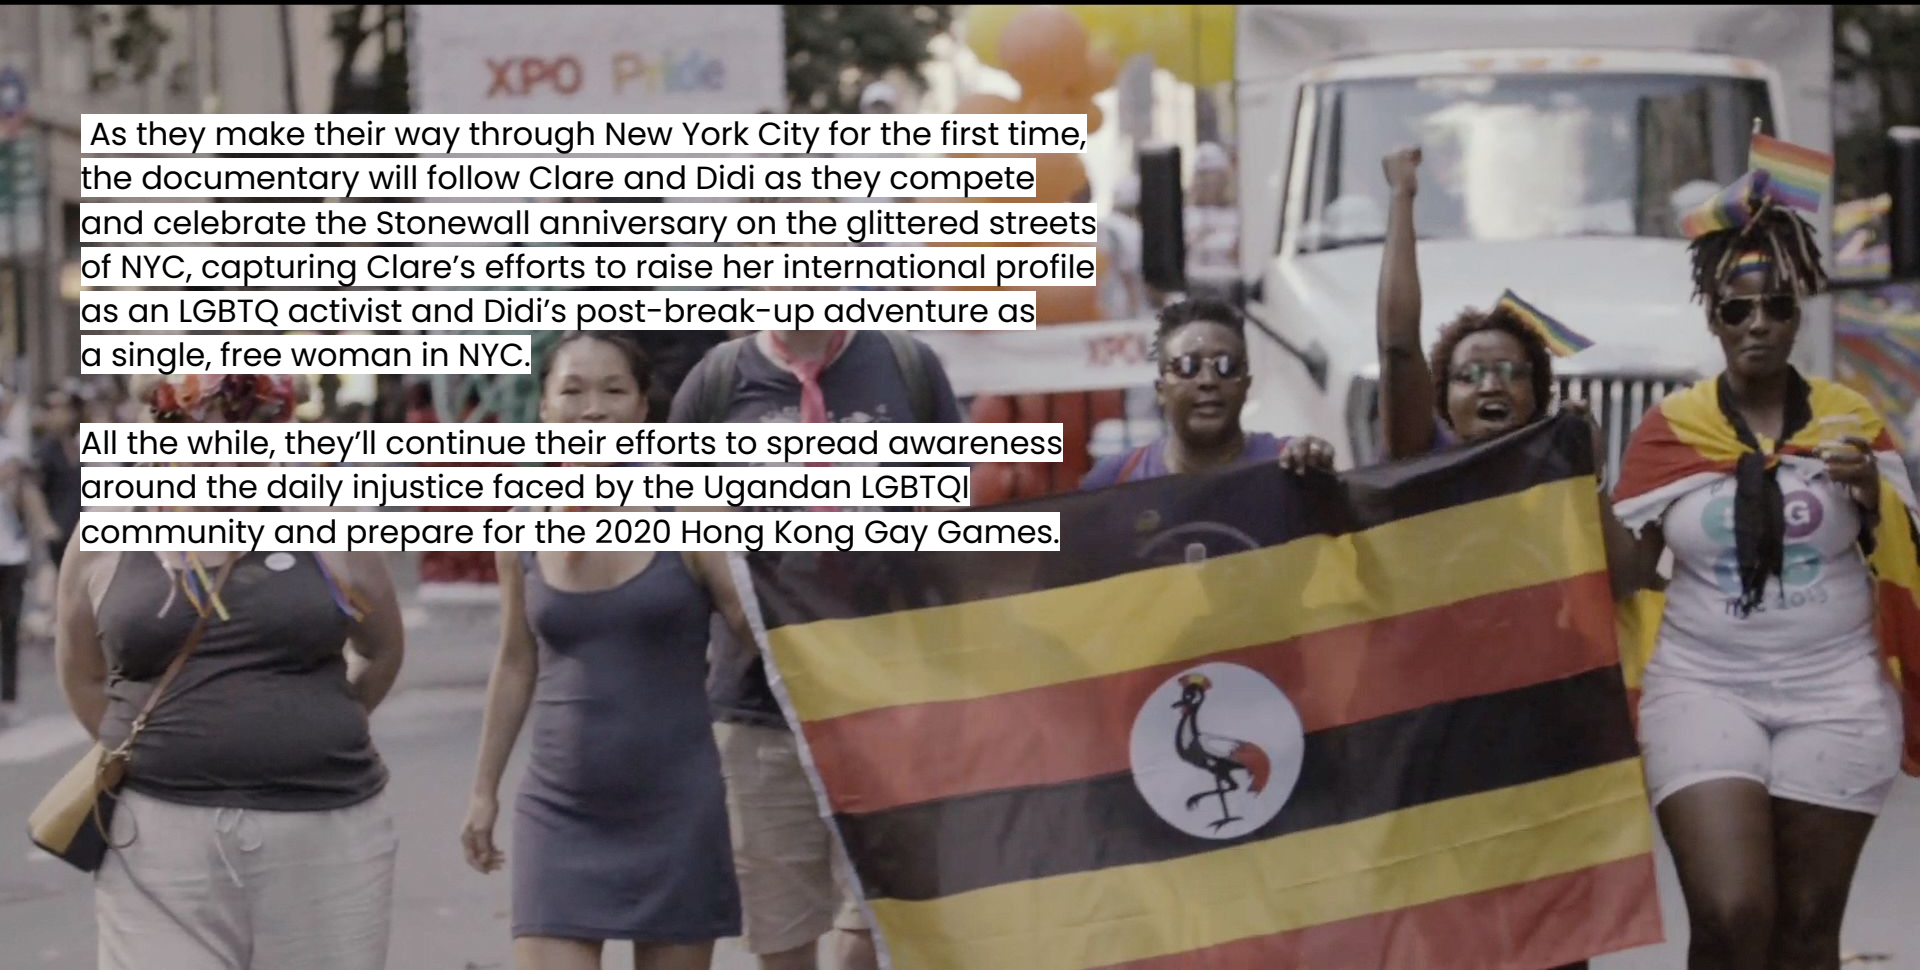 XPO Pride
As they make their way through New York City for the first time,
the documentary will follow Clare and Didi as they compete
and celebrate the Stonewall anniversary on the glittered streets
of NYC, capturing Clare’s efforts to raise her international profile
as an LGBTQ activist and Didi’s post-break-up adventure as
a single, free woman in NYC.
All the while, they’ll continue their efforts to spread awareness
around the daily injustice faced by the Ugandan LGBTQI
community and prepare for the 2020 Hong Kong Gay Games.
XPO